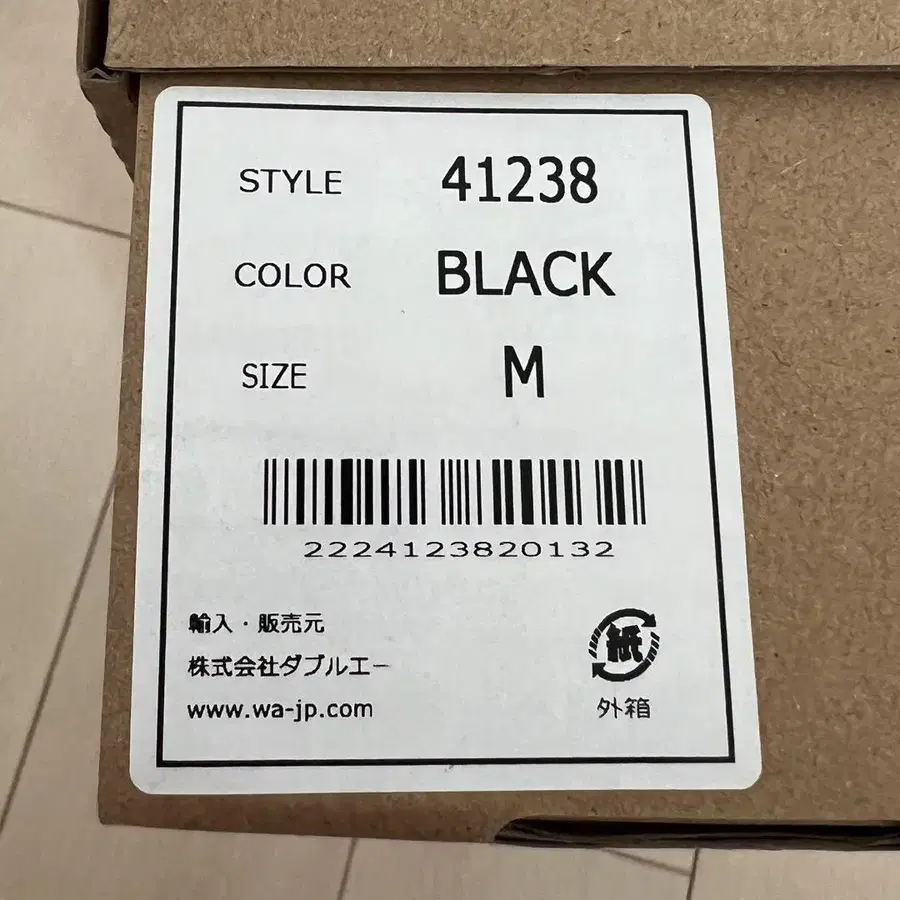 STYLE 41238
COLOR BLACK
SIZE M
2224123820132
輸入・販売元
株式会社ダブルエー
www.wa-jp.com
紙
外箱